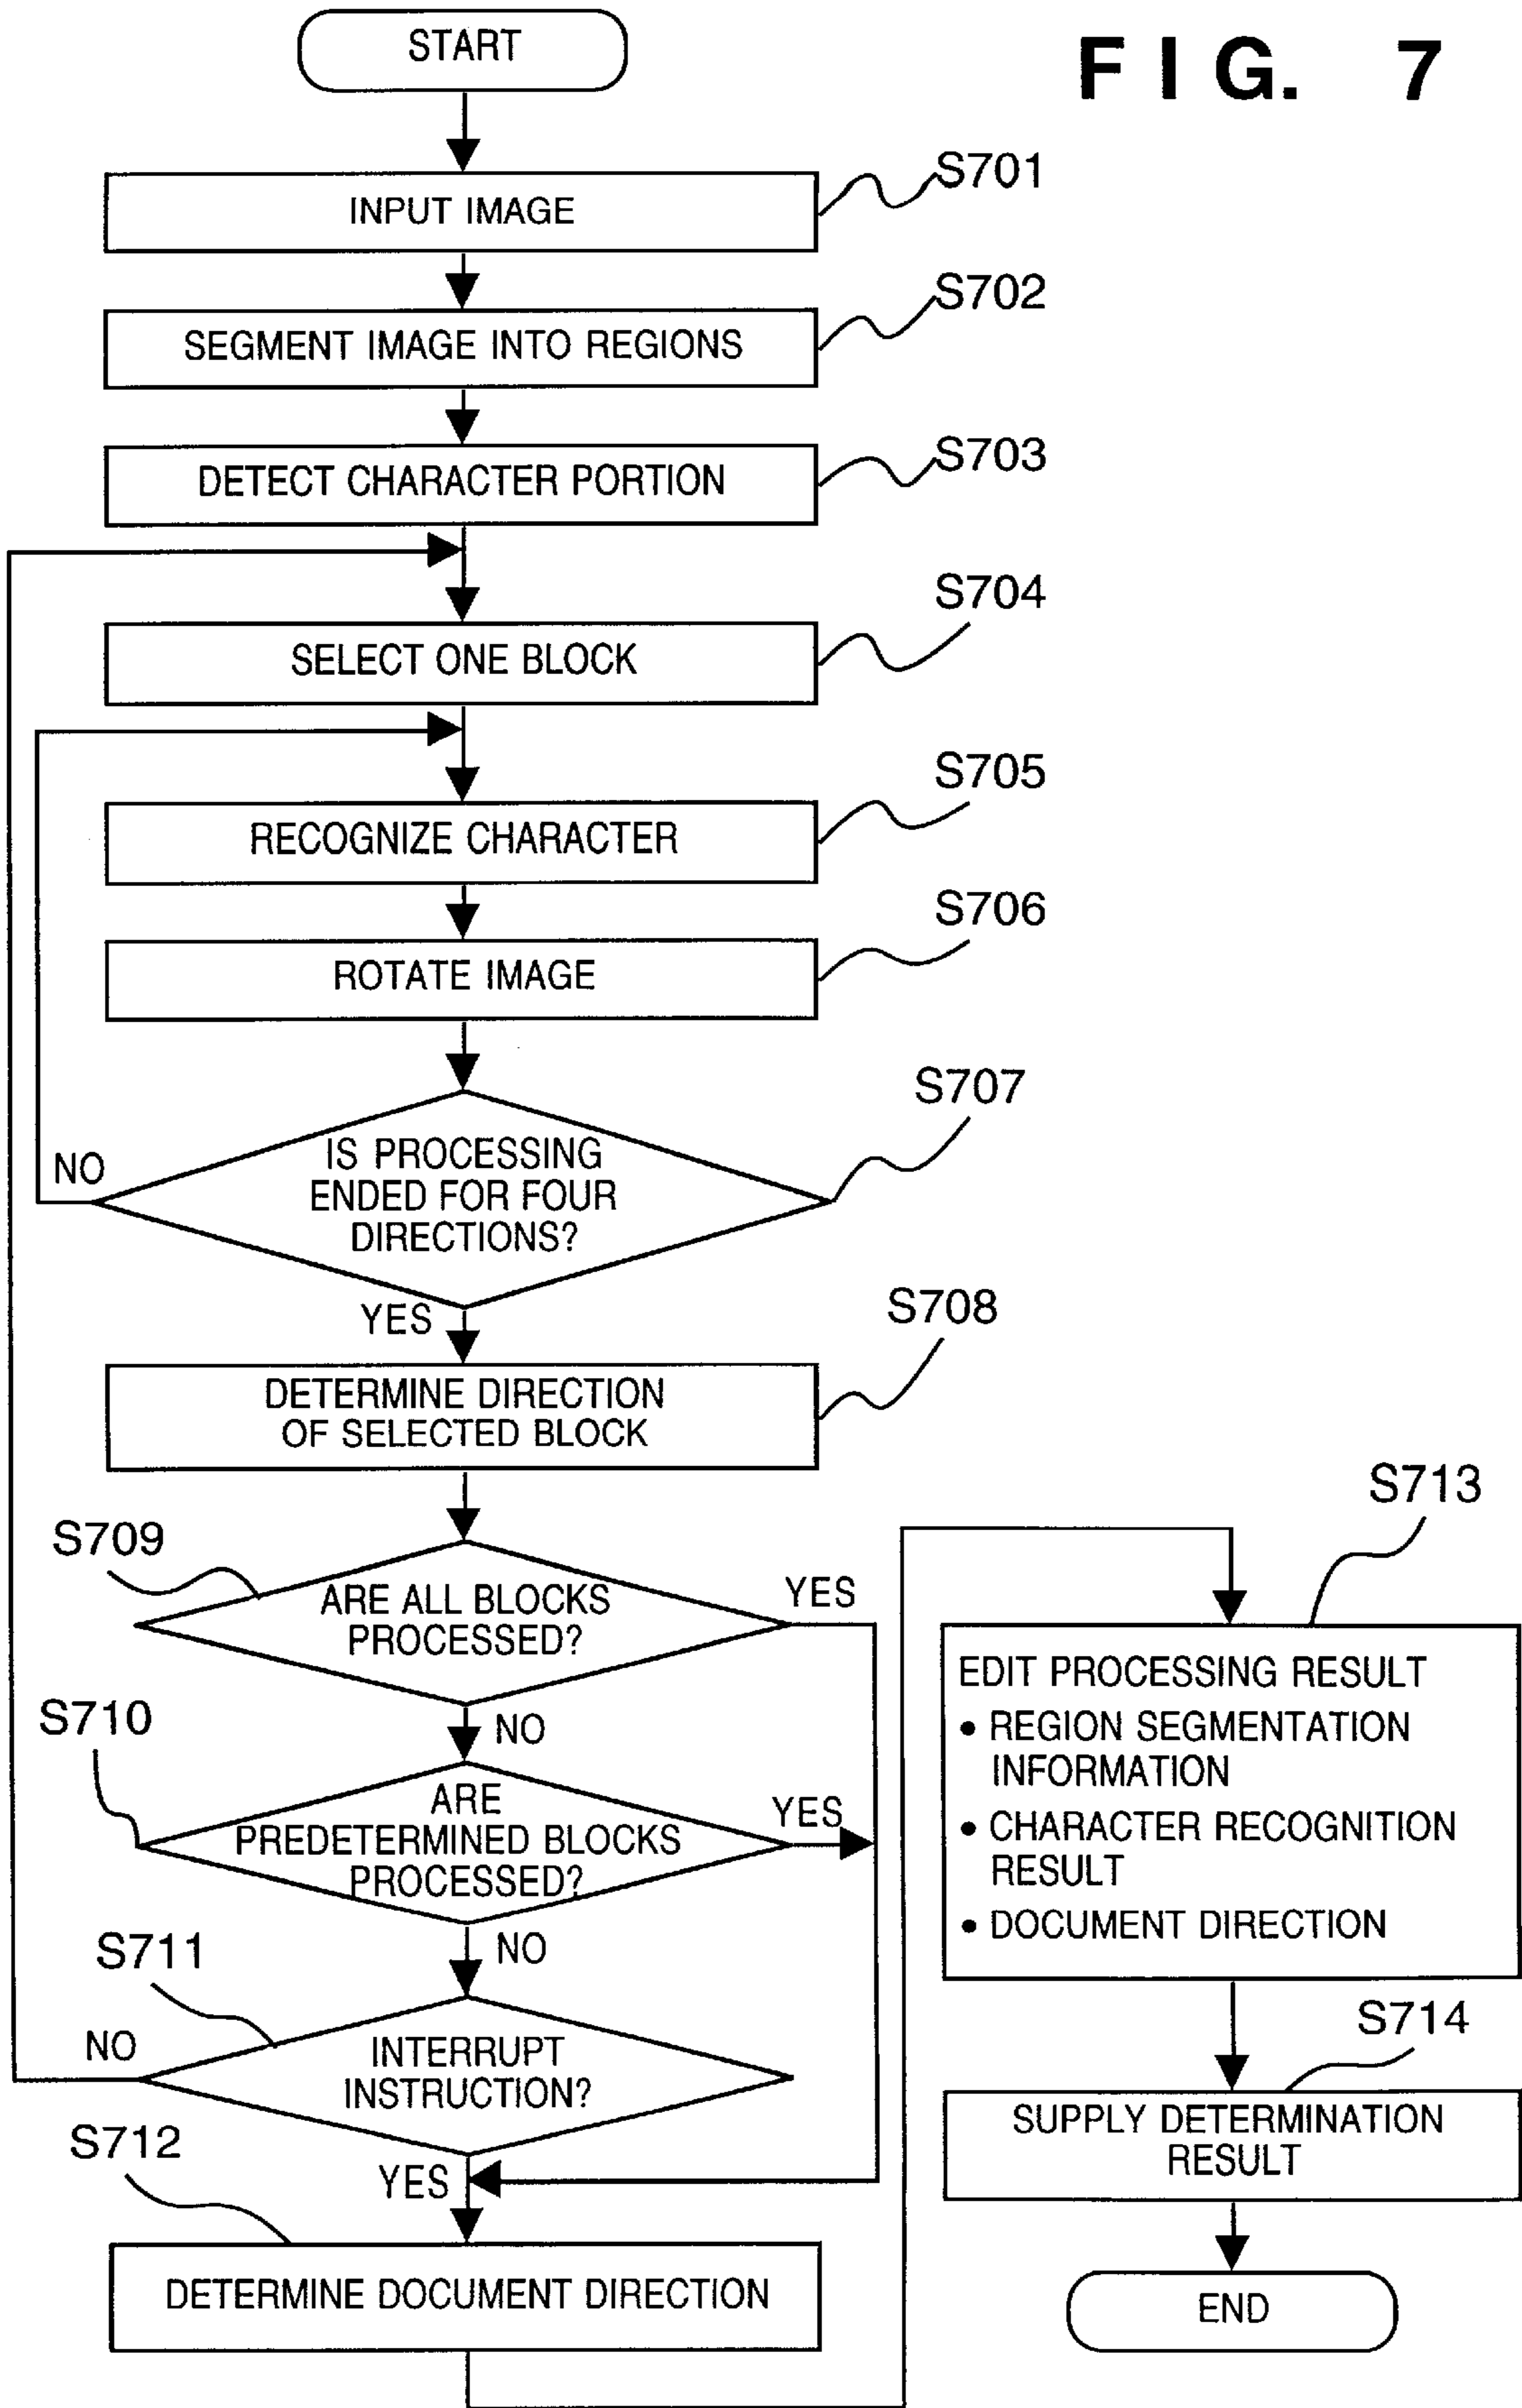 FIG. 7
START
INPUT IMAGE
S701
SEGMENT IMAGE INTO REGIONS
S702
DETECT CHARACTER PORTION
S703
SELECT ONE BLOCK
S704
RECOGNIZE CHARACTER
S705
ROTATE IMAGE
S706
IS PROCESSING
ENDED FOR FOUR
DIRECTIONS?
S707
NO
YES
DETERMINE DIRECTION
OF SELECTED BLOCK
S708
S709
ARE ALL BLOCKS
PROCESSED?
YES
NO
S710
ARE
PREDETERMINED BLOCKS
PROCESSED?
YES
NO
S711
INTERRUPT
INSTRUCTION?
NO
YES
S712
DETERMINE DOCUMENT DIRECTION
S713
EDIT PROCESSING RESULT
• REGION SEGMENTATION
INFORMATION
• CHARACTER RECOGNITION
RESULT
• DOCUMENT DIRECTION
S714
SUPPLY DETERMINATION
RESULT
END